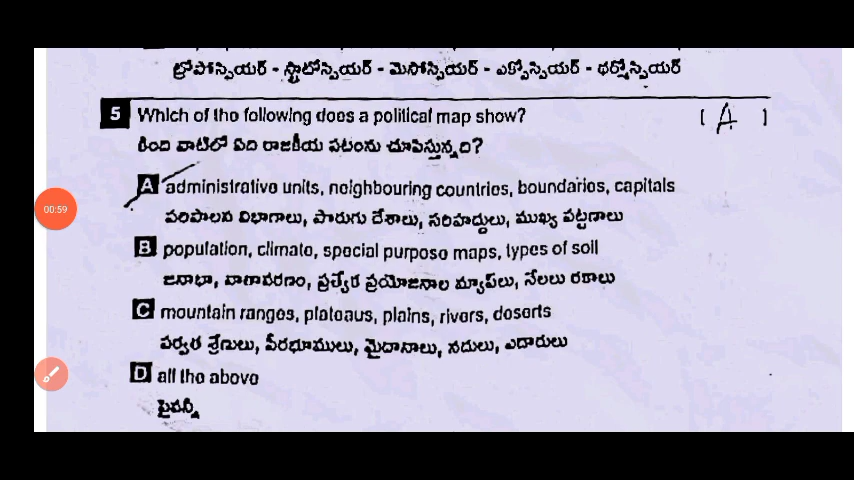 ట్రోపోస్పియర్ - స్ట్రాటోస్పియర్ - మెసోస్పియర్ - ఎక్సోస్పియర్ - థర్మోస్పియర్
5 Which of the following does a political map show? [ A ]
కింది వాటిలో ఏది రాజకీయ పటంను చూపిస్తున్నది?
A administrative units, neighbouring countries, boundaries, capitals
00:59
పరిపాలన విభాగాలు, పొరుగు దేశాలు, సరిహద్దులు, ముఖ్య పట్టణాలు
B population, climate, special purpose maps, types of soil
జనాభా, వాతావరణం, ప్రత్యేక ప్రయోజనాల మ్యాప్‌లు, నేలలు రకాలు
C mountain ranges, plateaus, plains, rivers, deserts
పర్వత శ్రేణులు, పీఠభూములు, మైదానాలు, నదులు, ఎడారులు
D all the above
పైవన్నీ